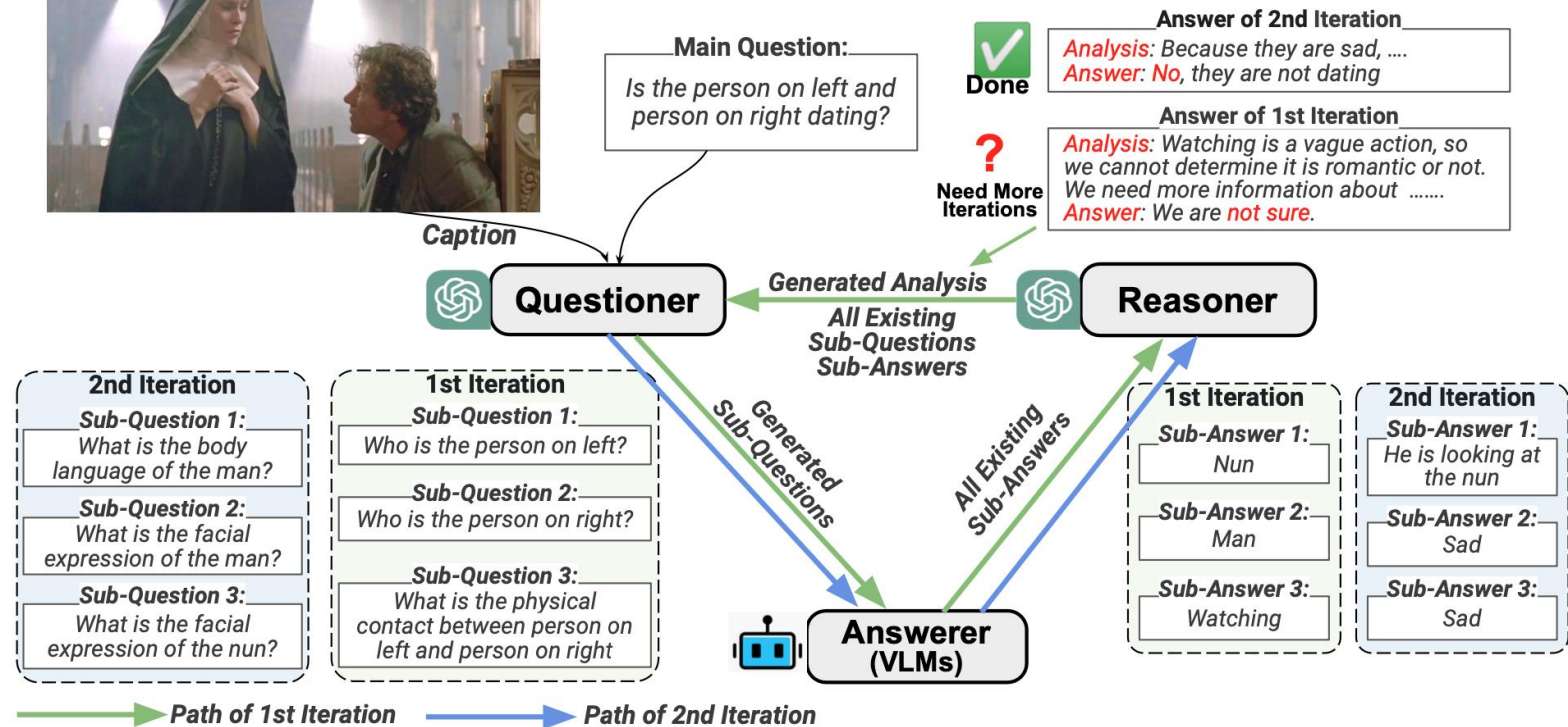 Main Question:
Is the person on left and
person on right dating?
Done
Answer of 2nd Iteration
Analysis: Because they are sad, ....
Answer: No, they are not dating
?
Need More
Iterations
Answer of 1st Iteration
Analysis: Watching is a vague action, so
we cannot determine it is romantic or not.
We need more information about .......
Answer: We are not sure.
Caption
Questioner
Generated Analysis
All Existing
Sub-Questions
Sub-Answers
Reasoner
2nd Iteration
Sub-Question 1:
What is the body
language of the man?
Sub-Question 2:
What is the facial
expression of the man?
Sub-Question 3:
What is the facial
expression of the nun?
1st Iteration
Sub-Question 1:
Who is the person on left?
Sub-Question 2:
Who is the person on right?
Sub-Question 3:
What is the physical
contact between person on
left and person on right
Generated
Sub-Questions
All Existing
Sub-Answers
Answerer
(VLMs)
1st Iteration
Sub-Answer 1:
Nun
Sub-Answer 2:
Man
Sub-Answer 3:
Watching
2nd Iteration
Sub-Answer 1:
He is looking at
the nun
Sub-Answer 2:
Sad
Sub-Answer 3:
Sad
Path of 1st Iteration
Path of 2nd Iteration